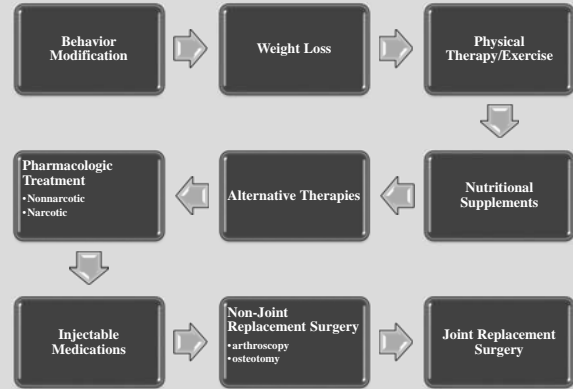 Behavior
Modification
Weight Loss
Physical
Therapy/Exercise
Nutritional
Supplements
Alternative Therapies
Pharmacologic
Treatment
•Nonnarcotic
•Narcotic
Injectable
Medications
Non-Joint
Replacement Surgery
•arthroscopy
•osteotomy
Joint Replacement
Surgery